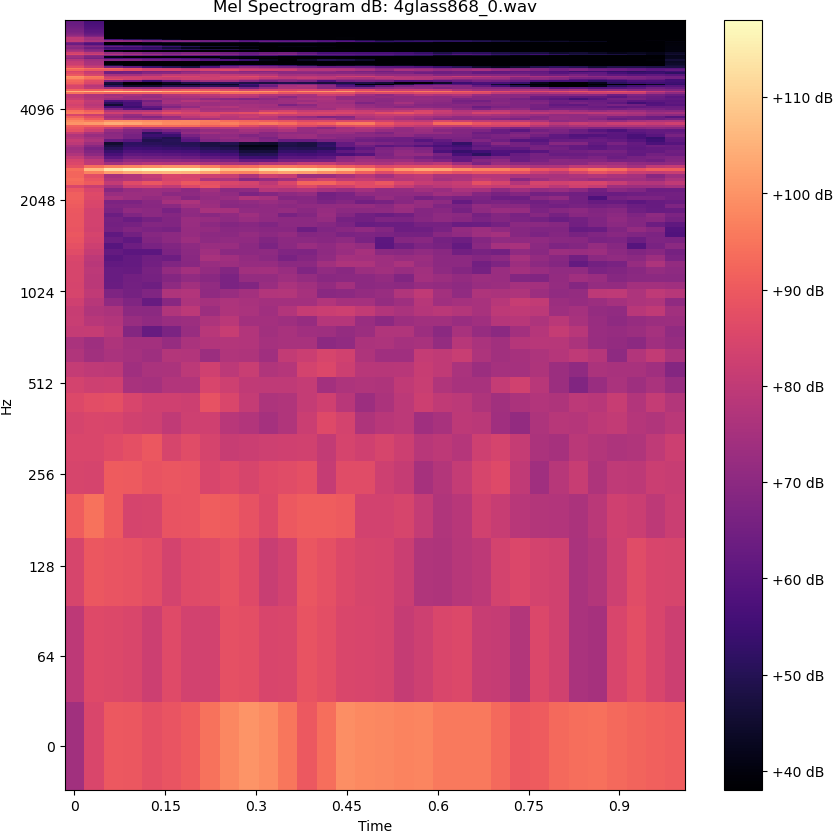 Mel Spectrogram dB: 4glass868_0.wav
Hz
4096
2048
1024
512
256
128
64
0
0 0.15 0.3 0.45 0.6 0.75 0.9
Time
+110 dB
+100 dB
+90 dB
+80 dB
+70 dB
+60 dB
+50 dB
+40 dB